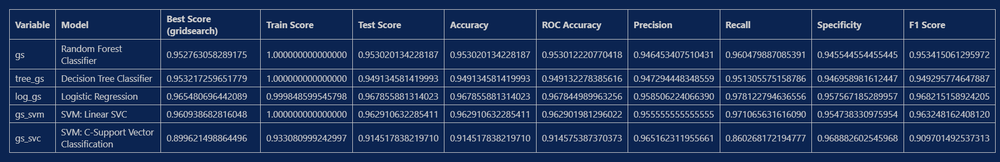 Variable Model Best Score (gridsearch) Train Score Test Score Accuracy ROC Accuracy Precision Recall Specificity F1 Score
gs Random Forest Classifier 0.952763058289175 1.000000000000000 0.953020134228187 0.953020134228187 0.953012220770418 0.946453407510431 0.960479887085391 0.945544554455445 0.953415061295972
tree_gs Decision Tree Classifier 0.953217259651779 1.000000000000000 0.949134581419993 0.949134581419993 0.949132278385616 0.947294448348559 0.951305575158786 0.946958981612447 0.949295774647887
log_gs Logistic Regression 0.965480696442089 0.999848599545798 0.967855881314023 0.967855881314023 0.967844989963256 0.958506224066390 0.978122794636556 0.957567185289957 0.968215158924205
gs_svm SVM: Linear SVC 0.960938682816048 1.000000000000000 0.962910632285411 0.962910632285411 0.962901981296022 0.955555555555555 0.971065631616090 0.954738330975954 0.963248162408120
gs_svc SVM: C-Support Vector Classification 0.899621498864496 0.933080999242997 0.914517838219710 0.914517838219710 0.914575387370373 0.965162311955661 0.860268172194777 0.968882602545968 0.909701492537313